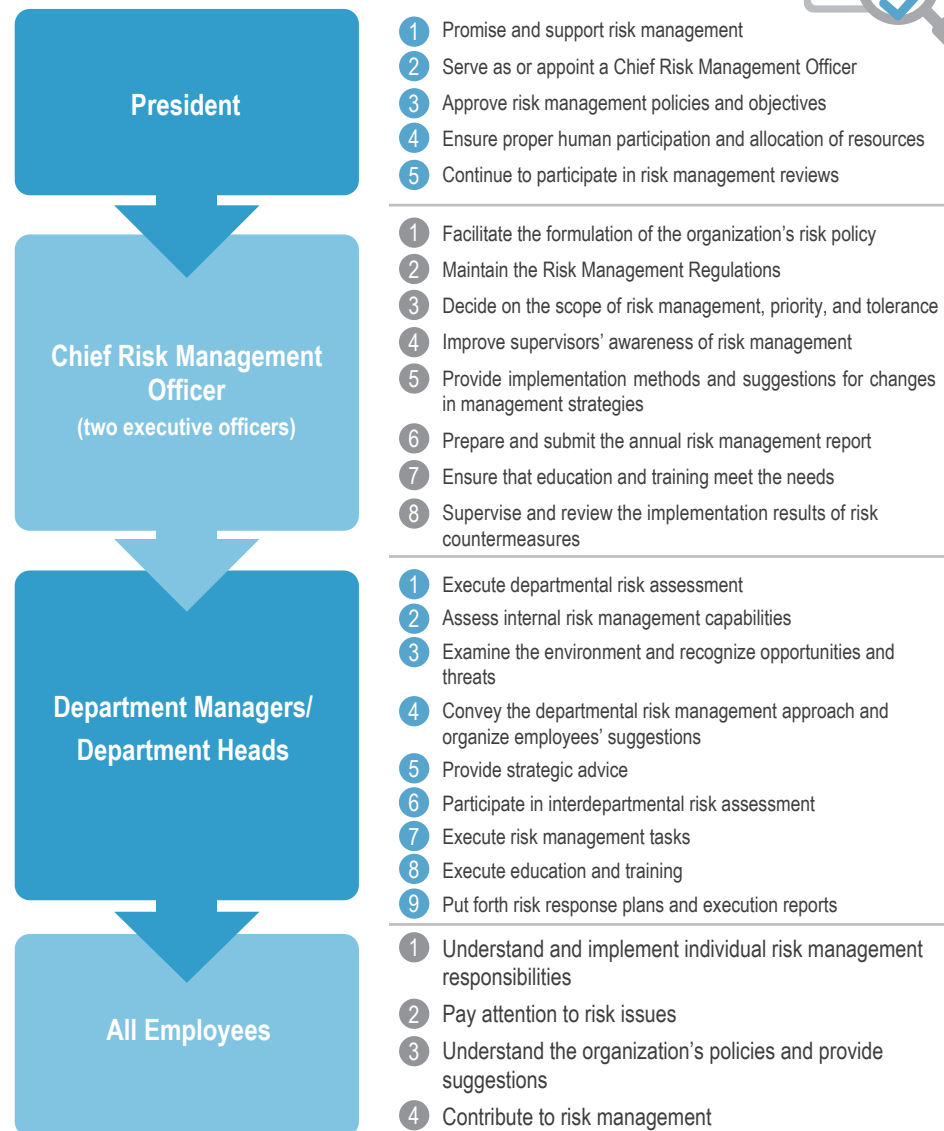 President
1 Promise and support risk management
2 Serve as or appoint a Chief Risk Management Officer
3 Approve risk management policies and objectives
4 Ensure proper human participation and allocation of resources
5 Continue to participate in risk management reviews
Chief Risk Management
Officer
(two executive officers)
1 Facilitate the formulation of the organization's risk policy
2 Maintain the Risk Management Regulations
3 Decide on the scope of risk management, priority, and tolerance
4 Improve supervisors' awareness of risk management
5 Provide implementation methods and suggestions for changes
in management strategies
6 Prepare and submit the annual risk management report
7 Ensure that education and training meet the needs
8 Supervise and review the implementation results of risk
countermeasures
Department Managers/
Department Heads
1 Execute departmental risk assessment
2 Assess internal risk management capabilities
3 Examine the environment and recognize opportunities and
threats
4 Convey the departmental risk management approach and
organize employees' suggestions
5 Provide strategic advice
6 Participate in interdepartmental risk assessment
7 Execute risk management tasks
8 Execute education and training
9 Put forth risk response plans and execution reports
All Employees
1 Understand and implement individual risk management
responsibilities
2 Pay attention to risk issues
3 Understand the organization's policies and provide
suggestions
4 Contribute to risk management